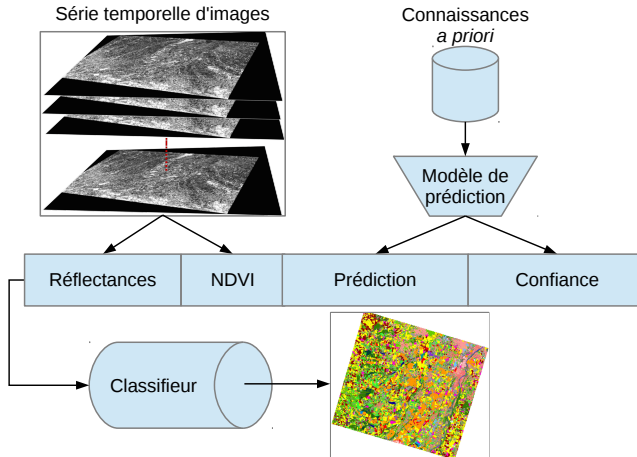 Série temporelle d'images
Connaissances
a priori
Modèle de
prédiction
Réflectances
NDVI
Prédiction
Confiance
Classifieur